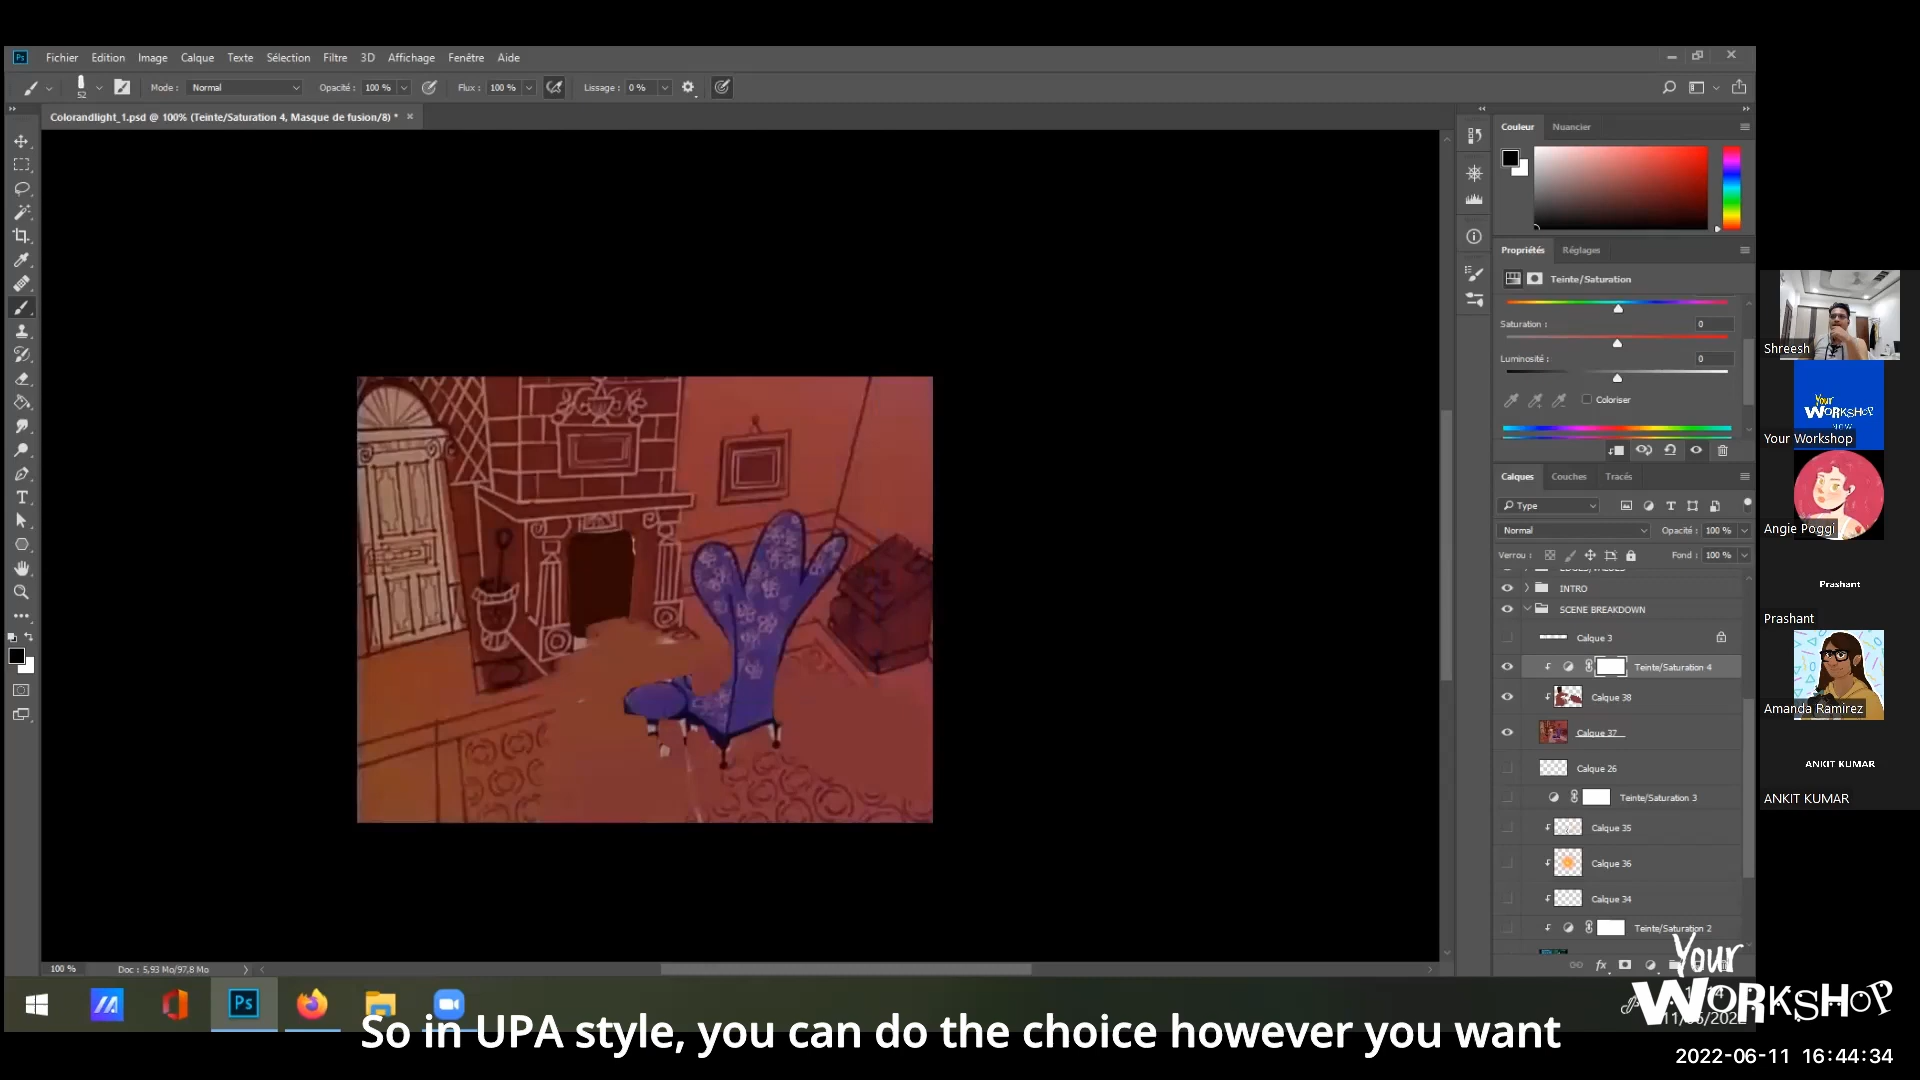 Ps Fichier Edition Image Calque Texte Sélection Filtre 3D Affichage Fenêtre Aide
52 Mode : Normal Opacité : 100 % Flux : 100 % Lissage : 0 %
Colorandlight_1.psd @ 100% (Teinte/Saturation 4, Masque de fusion/8) *
Couleur Nuancier
Propriétés Réglages
Teinte/Saturation
Saturation : 0
Luminosité : 0
Coloriser
Calques Couches Tracés
Type
Normal Opacité : 100 %
Verrou : Fond : 100 %
INTRO
SCENE BREAKDOWN
Calque 3
Teinte/Saturation 4
Calque 38
Calque 37
Calque 26
Teinte/Saturation 3
Calque 35
Calque 36
Calque 34
Teinte/Saturation 2
fx
100 % Doc : 5,93 Mo/97,8 Mo
Ps
Shreesh
Your
WORKSHOP
Your Workshop
Angie Poggi
Prashant
Prashant
Amanda Ramirez
ANKIT KUMAR
ANKIT KUMAR
Your
WORKSHOP
So in UPA style, you can do the choice however you want
2022-06-11 16:44:34